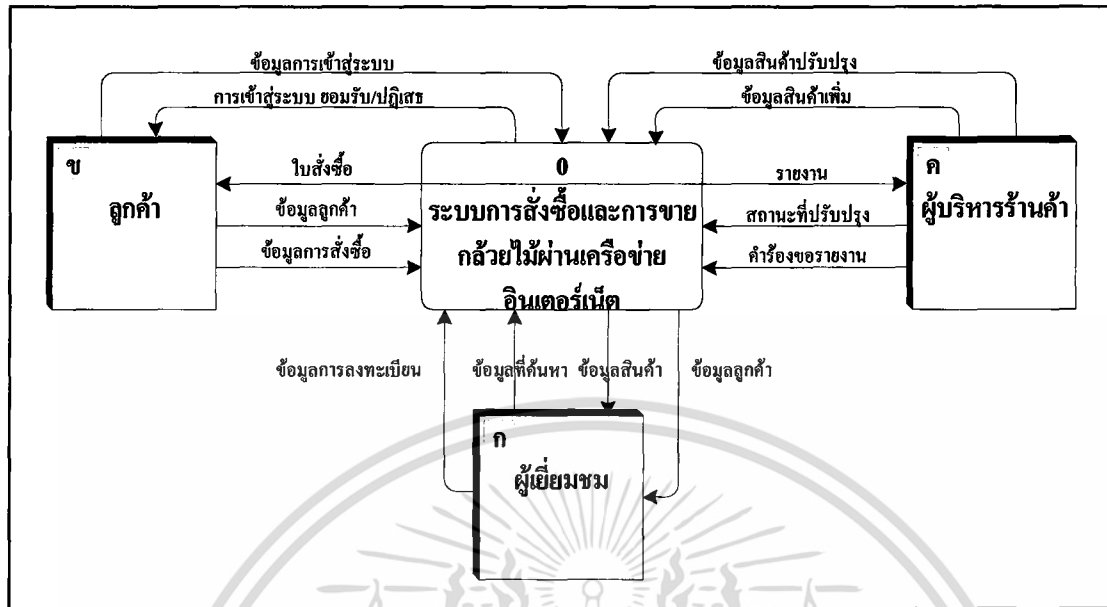 ข้อมูลการเข้าสู่ระบบ
ข้อมูลสินค้าปรับปรุง
การเข้าสู่ระบบ ยอมรับ/ปฏิเสธ
ข้อมูลสินค้าเพิ่ม
ข
ลูกค้า
ใบสั่งซื้อ
ข้อมูลลูกค้า
ข้อมูลการสั่งซื้อ
0
ระบบการสั่งซื้อและการขาย
กล้วยไม้ผ่านเครือข่าย
อินเตอร์เน็ต
รายงาน
สถานะที่ปรับปรุง
คำร้องขอรายงาน
ค
ผู้บริหารร้านค้า
ข้อมูลการลงทะเบียน
ข้อมูลที่ค้นหา
ข้อมูลสินค้า
ข้อมูลลูกค้า
ก
ผู้เยี่ยมชม